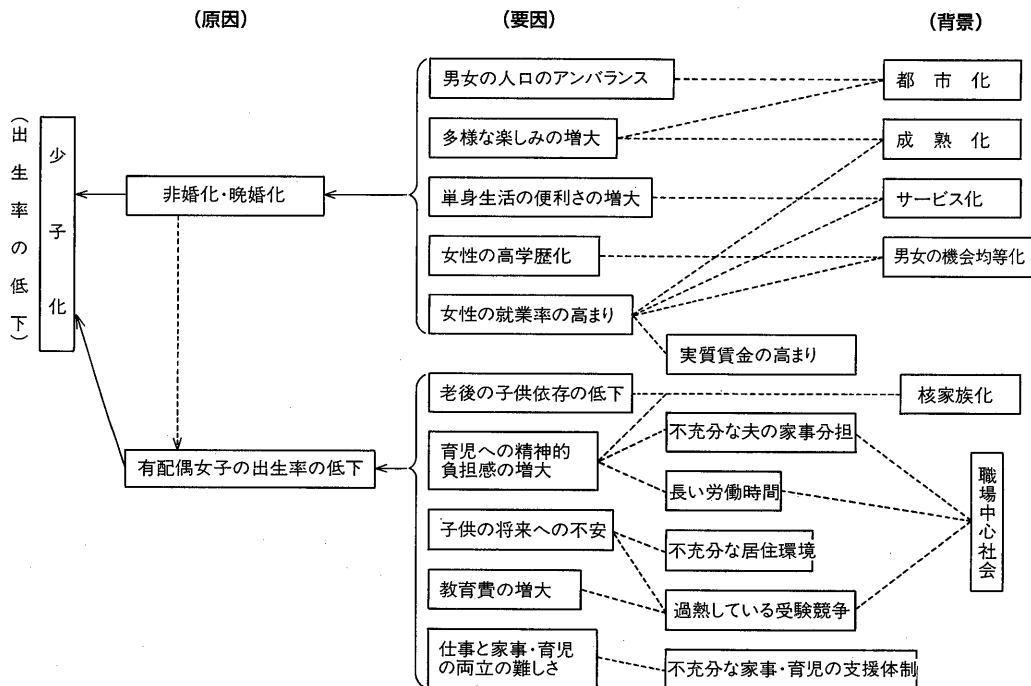 (原因)
(要因)
(背景)
(出生率の低下)
少子化
非婚化・晩婚化
有配偶女子の出生率の低下
男女の人口のアンバランス
多様な楽しみの増大
単身生活の便利さの増大
女性の高学歴化
女性の就業率の高まり
老後の子供依存の低下
育児への精神的
負担感の増大
子供の将来への不安
教育費の増大
仕事と家事・育児
の両立の難しさ
実質賃金の高まり
不充分な夫の家事分担
長い労働時間
不充分な居住環境
過熱している受験競争
不充分な家事・育児の支援体制
都市化
成熟化
サービス化
男女の機会均等化
核家族化
職場中心社会